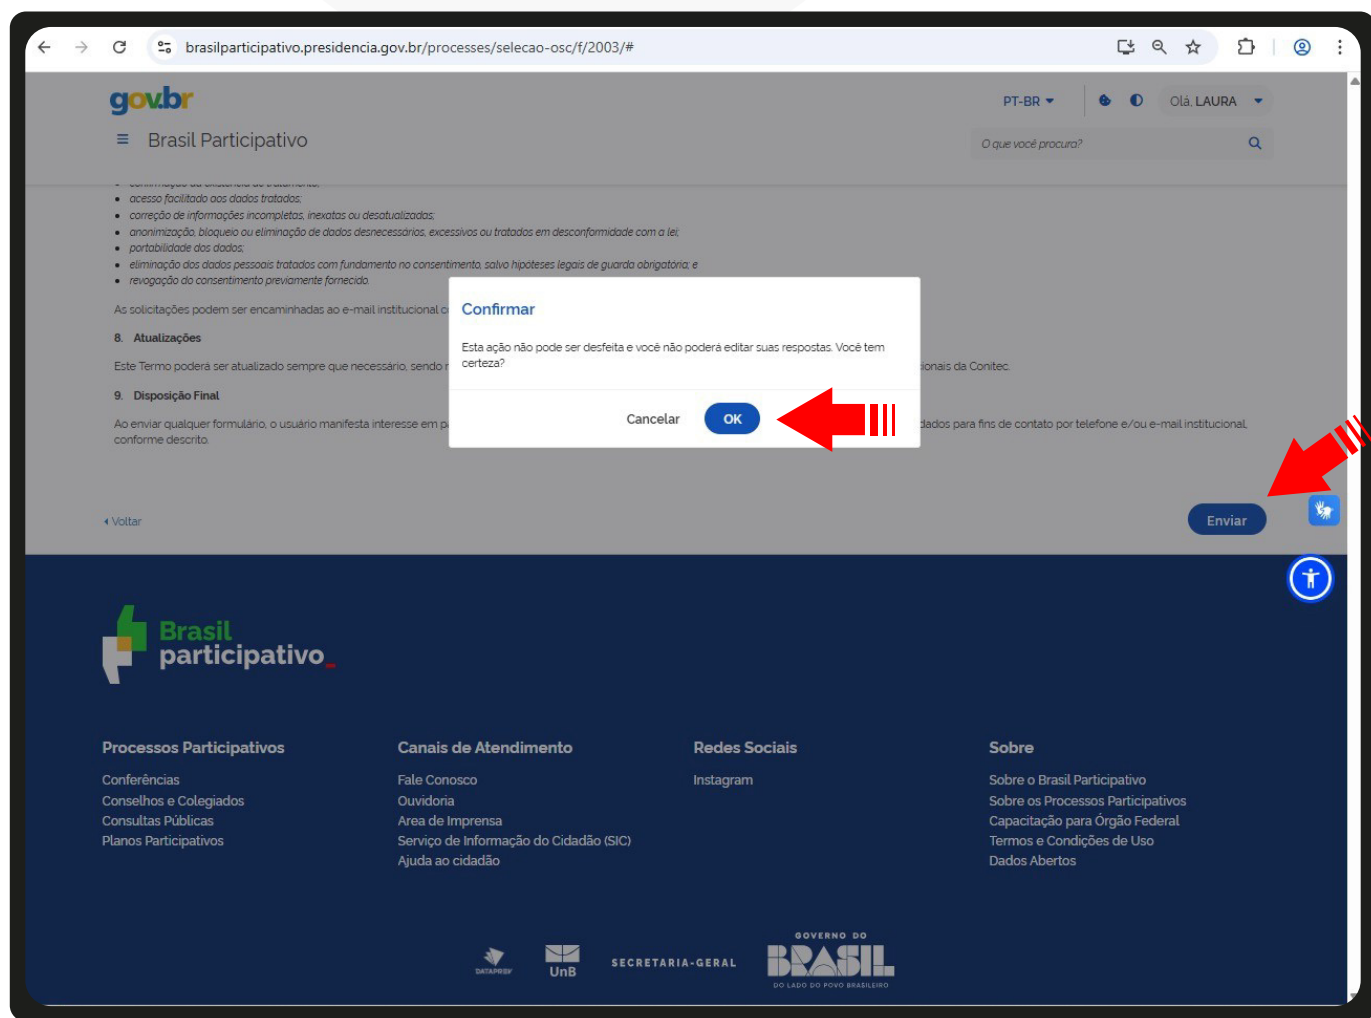 brasilparticipativo.presidencia.gov.br/processes/selecao-osc/f/2003/#
gov.br
PT-BR
Olá, LAURA
Brasil Participativo
O que você procura?
acesso facilitado aos dados tratados;
correção de informações incompletas, inexatas ou desatualizadas;
anonimização, bloqueio ou eliminação de dados desnecessários, excessivos ou tratados em desconformidade com a lei;
portabilidade dos dados;
eliminação dos dados pessoais tratados com fundamento no consentimento, salvo hipóteses legais de guarda obrigatória; e
revogação do consentimento previamente fornecido.
As solicitações podem ser encaminhadas ao e-mail institucional
8. Atualizações
Este Termo poderá ser atualizado sempre que necessário, sendo
da Conitec.
9. Disposição Final
Ao enviar qualquer formulário, o usuário manifesta interesse em
dados para fins de contato por telefone e/ou e-mail institucional,
conforme descrito.
Confirmar
Esta ação não pode ser desfeita e você não poderá editar suas respostas. Você tem
certeza?
Cancelar
OK
Voltar
Enviar
Brasil
participativo_
Processos Participativos
Conferências
Conselhos e Colegiados
Consultas Públicas
Planos Participativos
Canais de Atendimento
Fale Conosco
Ouvidoria
Area de Imprensa
Serviço de Informação do Cidadão (SIC)
Ajuda ao cidadão
Redes Sociais
Instagram
Sobre
Sobre o Brasil Participativo
Sobre os Processos Participativos
Capacitação para Órgão Federal
Termos e Condições de Uso
Dados Abertos
DATAPREV
UnB
SECRETARIA-GERAL
GOVERNO DO
BRASIL
DO LADO DO POVO BRASILEIRO